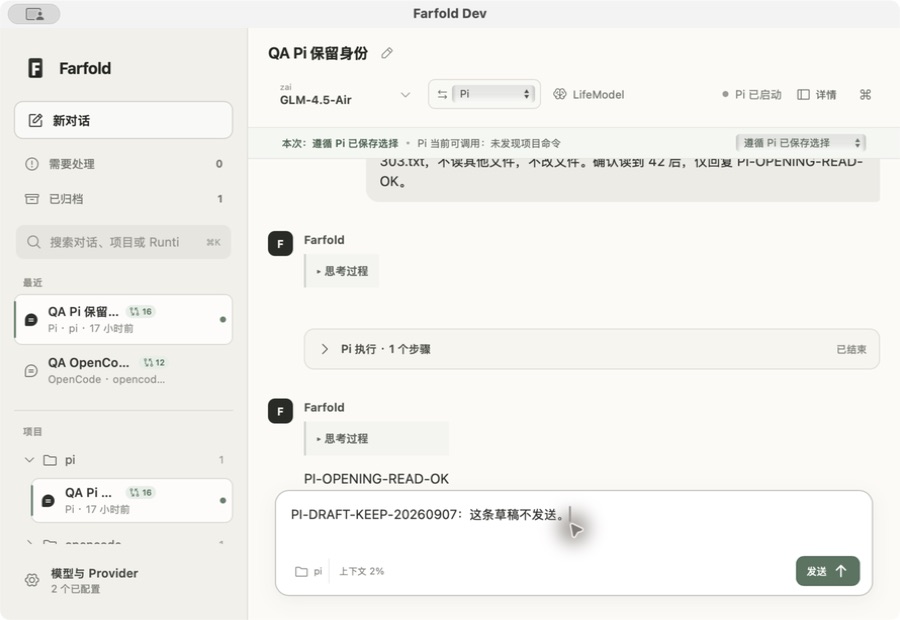 Farfold Dev
Farfold
新对话
需要处理 0
已归档 1
搜索对话、项目或 Runti ⌘K
最近
QA Pi 保留... 16
Pi · pi · 17 小时前
QA OpenCo... 12
OpenCode · opencod...
项目
pi 1
QA Pi ... 16
Pi · 17 小时前
模型与 Provider
2 个已配置
QA Pi 保留身份
zai
GLM-4.5-Air
Pi
LifeModel
Pi 已启动
详情
⌘
本次：遵循 Pi 已保存选择 · Pi 当前可调用：未发现项目命令
遵循 Pi 已保存选择
303.txt，不读其他文件，不改文件。确认读到 42 后，仅回复 PI-OPENING-READ-
OK。
F Farfold
思考过程
Pi 执行 · 1 个步骤 已结束
F Farfold
思考过程
PI-OPENING-READ-OK
PI-DRAFT-KEEP-20260907：这条草稿不发送。
pi 上下文 2%
发送